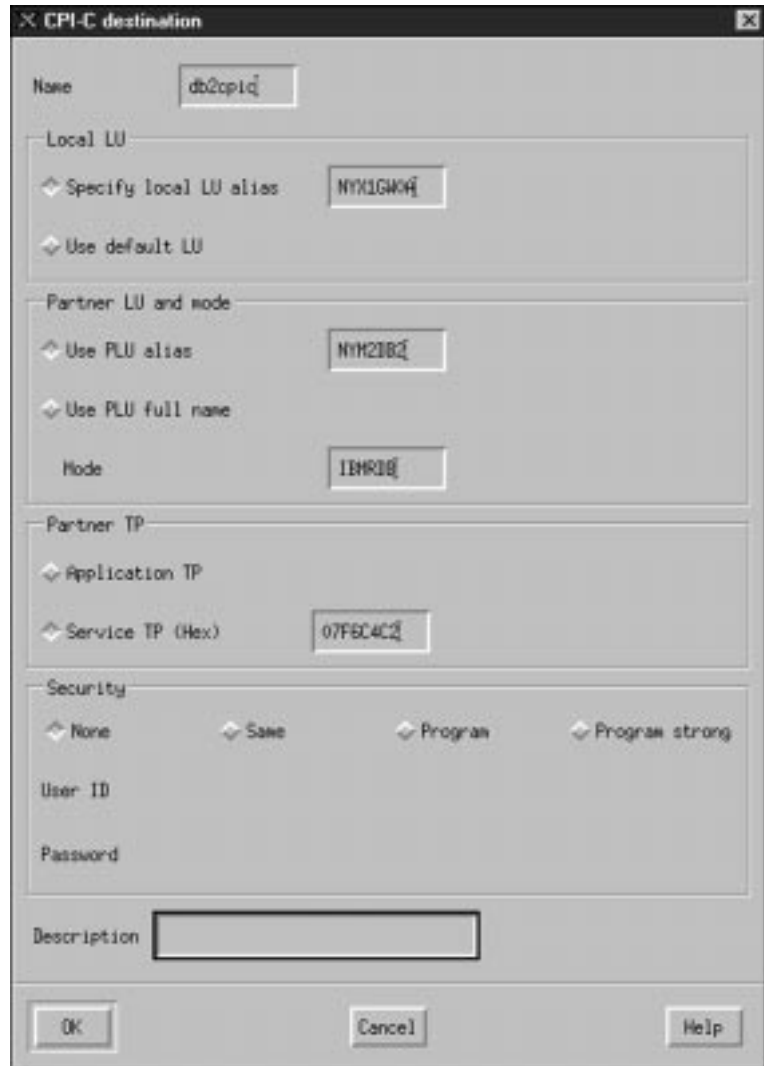 CPI-C destination
Name db2cpic
Local LU
Specify local LU alias NYX1GW0A
Use default LU
Partner LU and mode
Use PLU alias NYM2DB2
Use PLU full name
Mode IBMRDB
Partner TP
Application TP
Service TP (Hex) 07F6C4C2
Security
None Same Program Program strong
User ID
Password
Description
OK Cancel Help